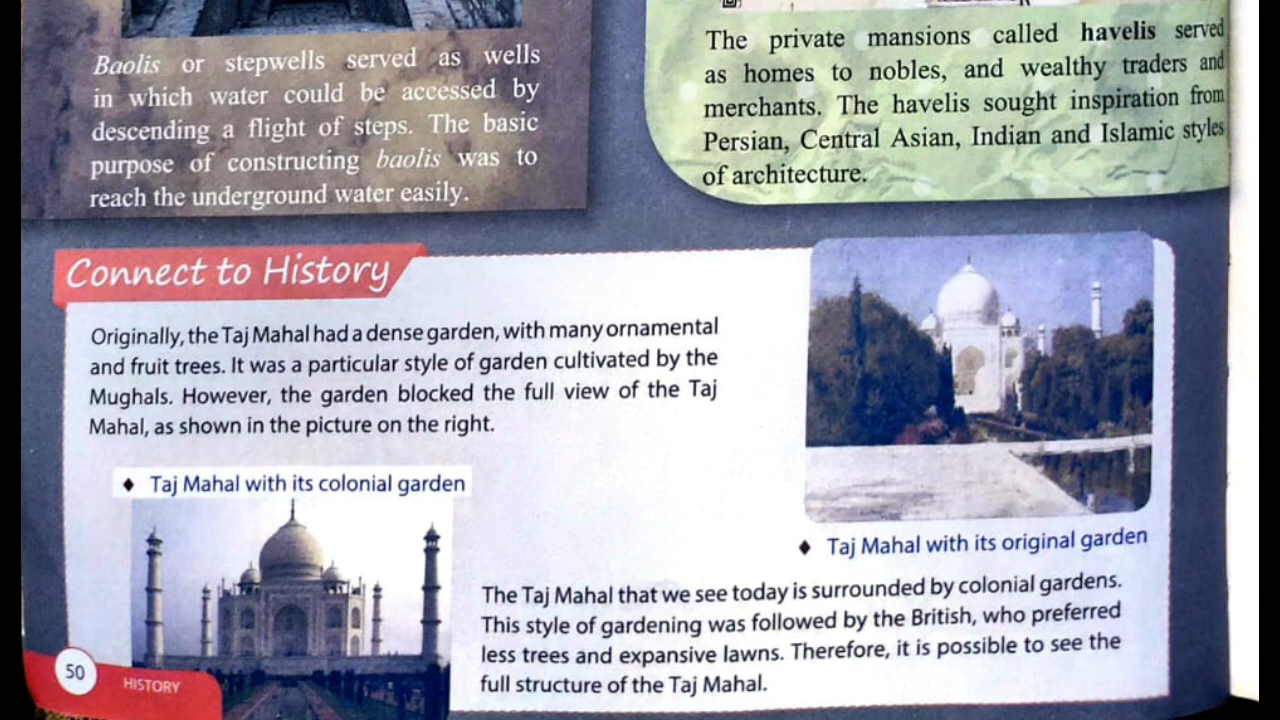 Baolis or stepwells served as wells
in which water could be accessed by
descending a flight of steps. The basic
purpose of constructing baolis was to
reach the underground water easily.
The private mansions called havelis served
as homes to nobles, and wealthy traders and
merchants. The havelis sought inspiration from
Persian, Central Asian, Indian and Islamic styles
of architecture.
Connect to History
Originally, the Taj Mahal had a dense garden, with many ornamental
and fruit trees. It was a particular style of garden cultivated by the
Mughals. However, the garden blocked the full view of the Taj
Mahal, as shown in the picture on the right.
♦ Taj Mahal with its colonial garden
♦ Taj Mahal with its original garden
The Taj Mahal that we see today is surrounded by colonial gardens.
This style of gardening was followed by the British, who preferred
less trees and expansive lawns. Therefore, it is possible to see the
full structure of the Taj Mahal.
50 HISTORY